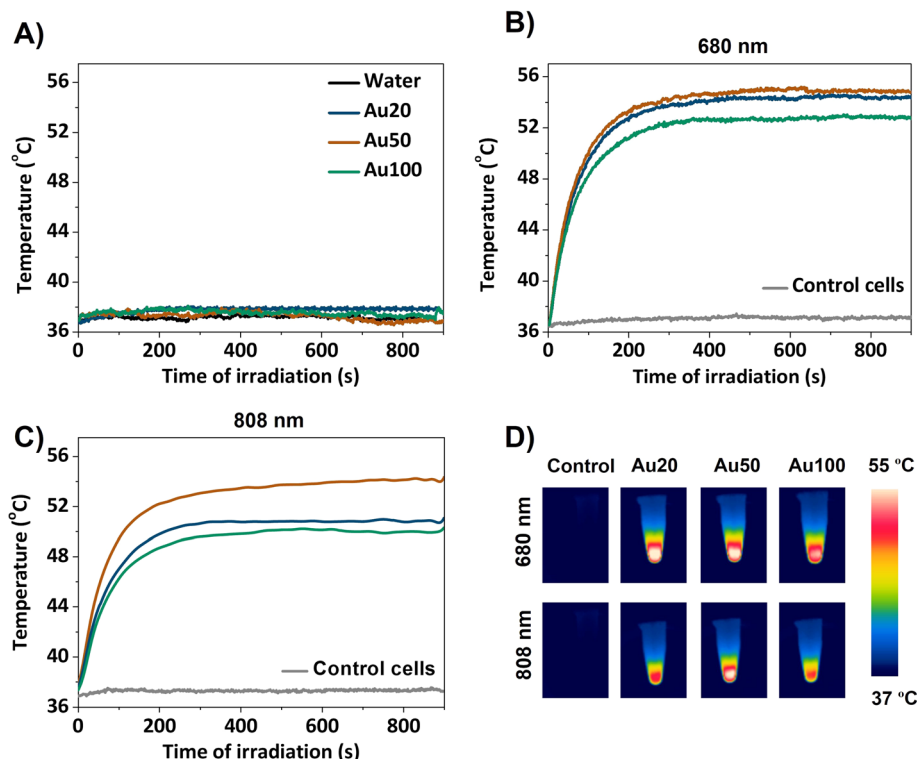 A)
Temperature (°C)
56
52
48
44
40
36
Water
Au20
Au50
Au100
0 200 400 600 800
Time of irradiation (s)
B)
680 nm
Temperature (°C)
56
52
48
44
40
36
Control cells
0 200 400 600 800
Time of irradiation (s)
C)
808 nm
Temperature (°C)
56
52
48
44
40
36
Control cells
0 200 400 600 800
Time of irradiation (s)
D)
Control Au20 Au50 Au100 55 ºC
680 nm
808 nm
37 ºC